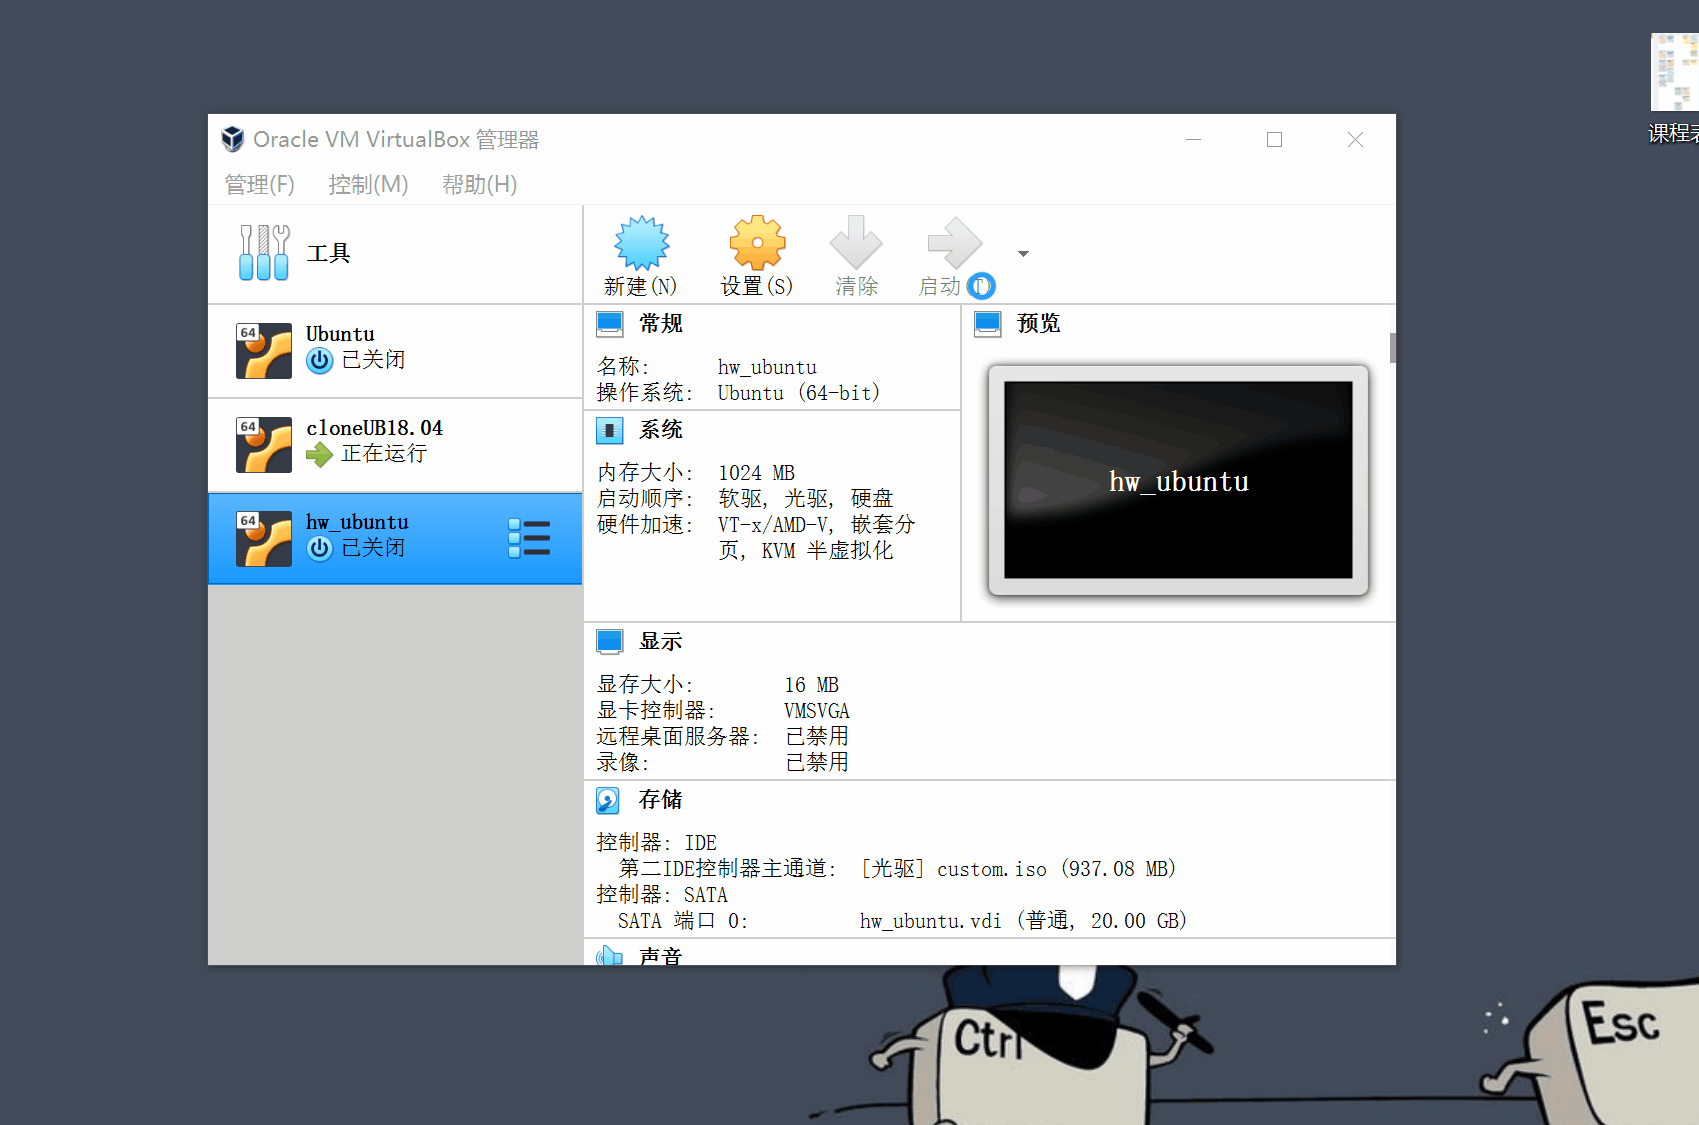 Oracle VM VirtualBox 管理器
管理(F) 控制(M) 帮助(H)
工具
新建(N) 设置(S) 清除 启动(T)
64 Ubuntu
已关闭
64 cloneUB18.04
正在运行
64 hw_ubuntu
已关闭
常规
名称: hw_ubuntu
操作系统: Ubuntu (64-bit)
系统
内存大小: 1024 MB
启动顺序: 软驱, 光驱, 硬盘
硬件加速: VT-x/AMD-V, 嵌套分
页, KVM 半虚拟化
预览
hw_ubuntu
显示
显存大小: 16 MB
显卡控制器: VMSVGA
远程桌面服务器: 已禁用
录像: 已禁用
存储
控制器: IDE
第二IDE控制器主通道: [光驱] custom.iso (937.08 MB)
控制器: SATA
SATA 端口 0: hw_ubuntu.vdi (普通, 20.00 GB)
声音
课程表
Ctrl
Esc